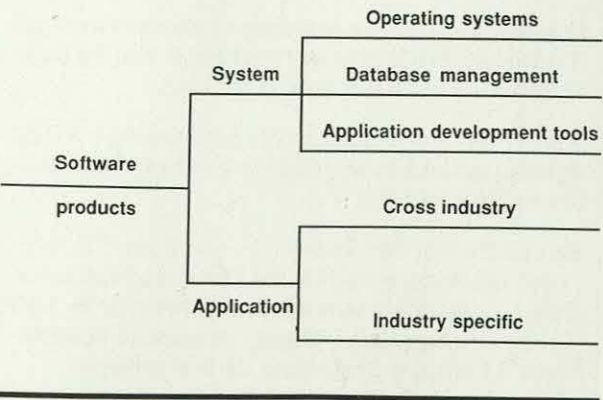 Operating systems
System
Database management
Application development tools
Software
products
Cross industry
Application
Industry specific